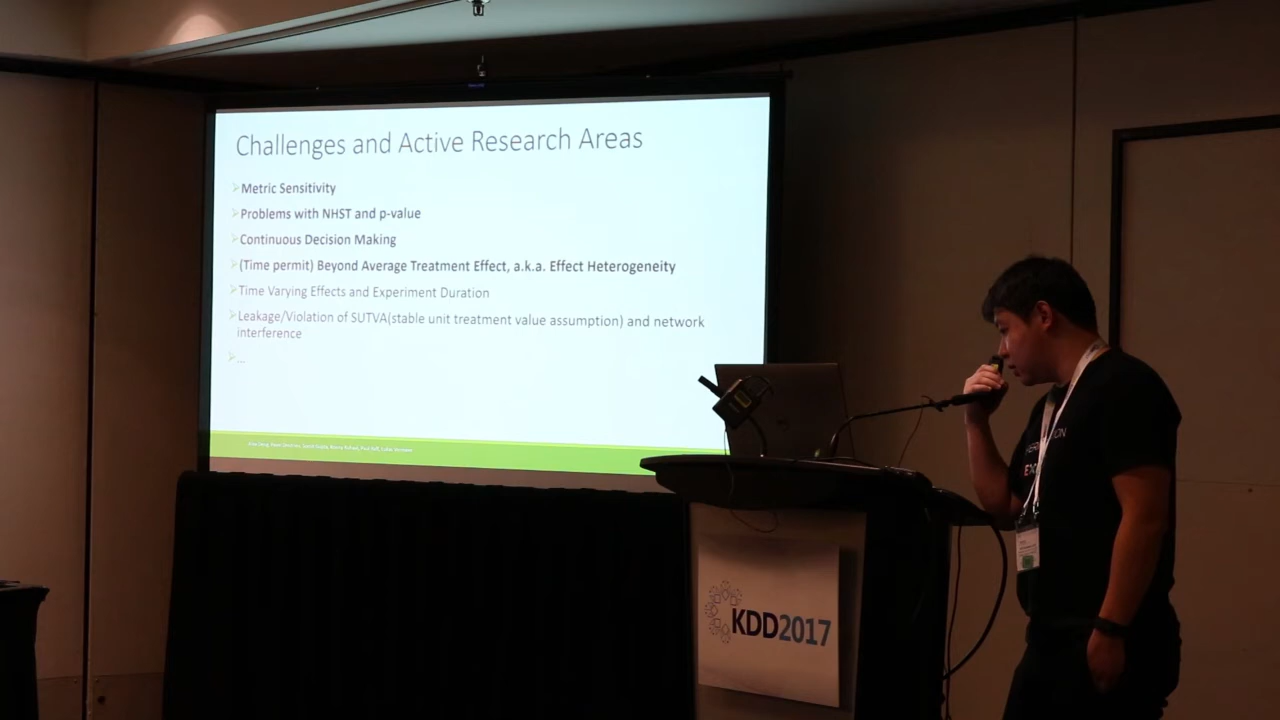 Challenges and Active Research Areas
Metric Sensitivity
Problems with NHST and p-value
Continuous Decision Making
(Time permit) Beyond Average Treatment Effect, a.k.a. Effect Heterogeneity
Time Varying Effects and Experiment Duration
Leakage/Violation of SUTVA(stable unit treatment value assumption) and network
interference
...
KDD2017